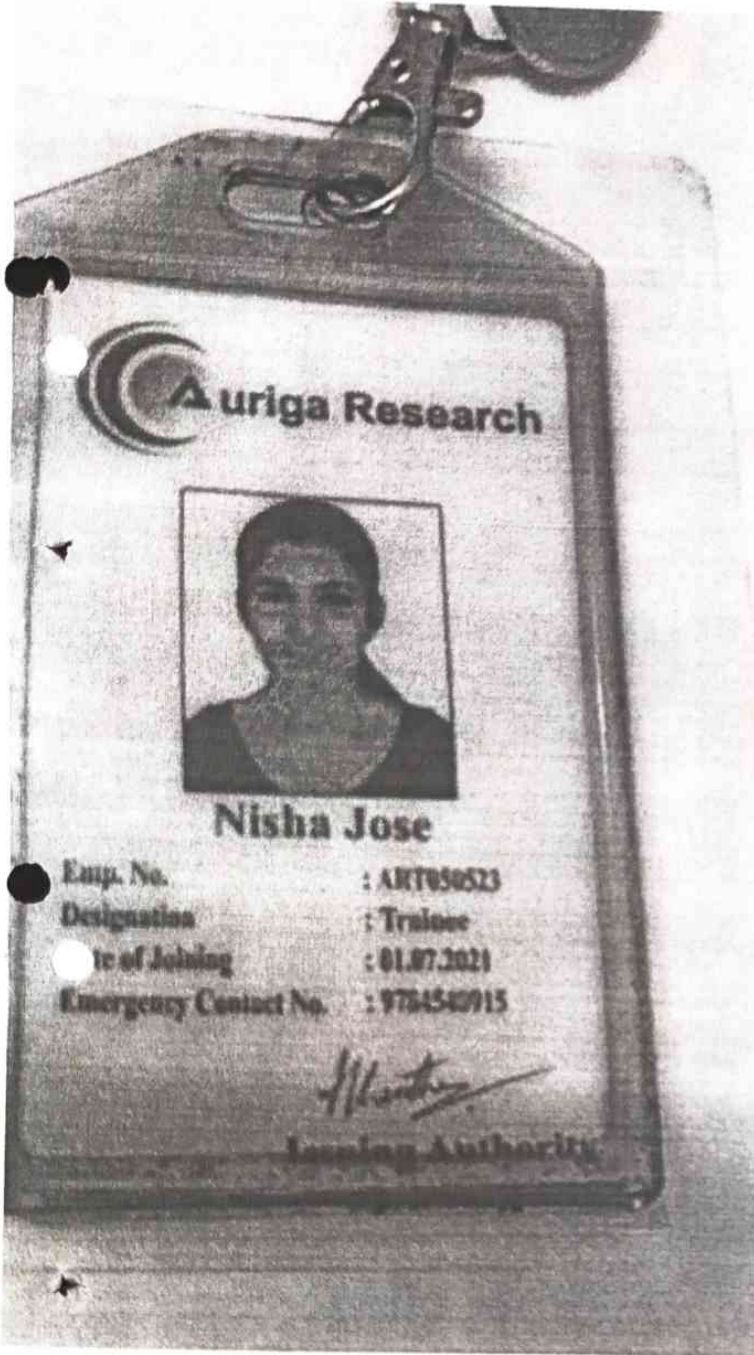 Auriga Research
Nisha Jose
Emp. No. : ART050523
Designation : Trainee
te of Joining : 01.07.2021
Emergency Contact No. :
Issuing Authority